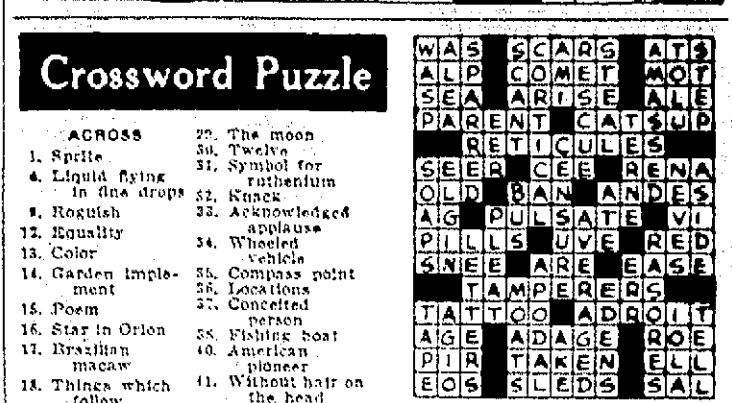 Crossword Puzzle
ACROSS
1. Sprite
4. Liquid flying
in fine drops
9. Roguish
12. Equality
13. Color
14. Garden imple-
ment
15. Poem
16. Star in Orion
17. Brazilian
macaw
18. Things which
follow
29. The moon
30. Twelve
31. Symbol for
ruthenium
32. Knack
33. Acknowledged
applause
34. Wheeled
vehicle
35. Compass point
36. Locations
37. Conceited
person
38. Fishing boat
40. American
pioneer
41. Without hair on
the head
WAS SCARS ATS
ALP COMET MOT
SEA ARISE ALE
PARENT CATSUP
RETICULES
SEER CEE RENA
OLD BAN ANDES
AG PULSATE VI
PILLS UVE RED
SNEE ARE EASE
TAMPERERS
TATTOO ADROIT
AGE ADAGE ROE
PIR TAKEN ELL
EOS SLEDS SAL